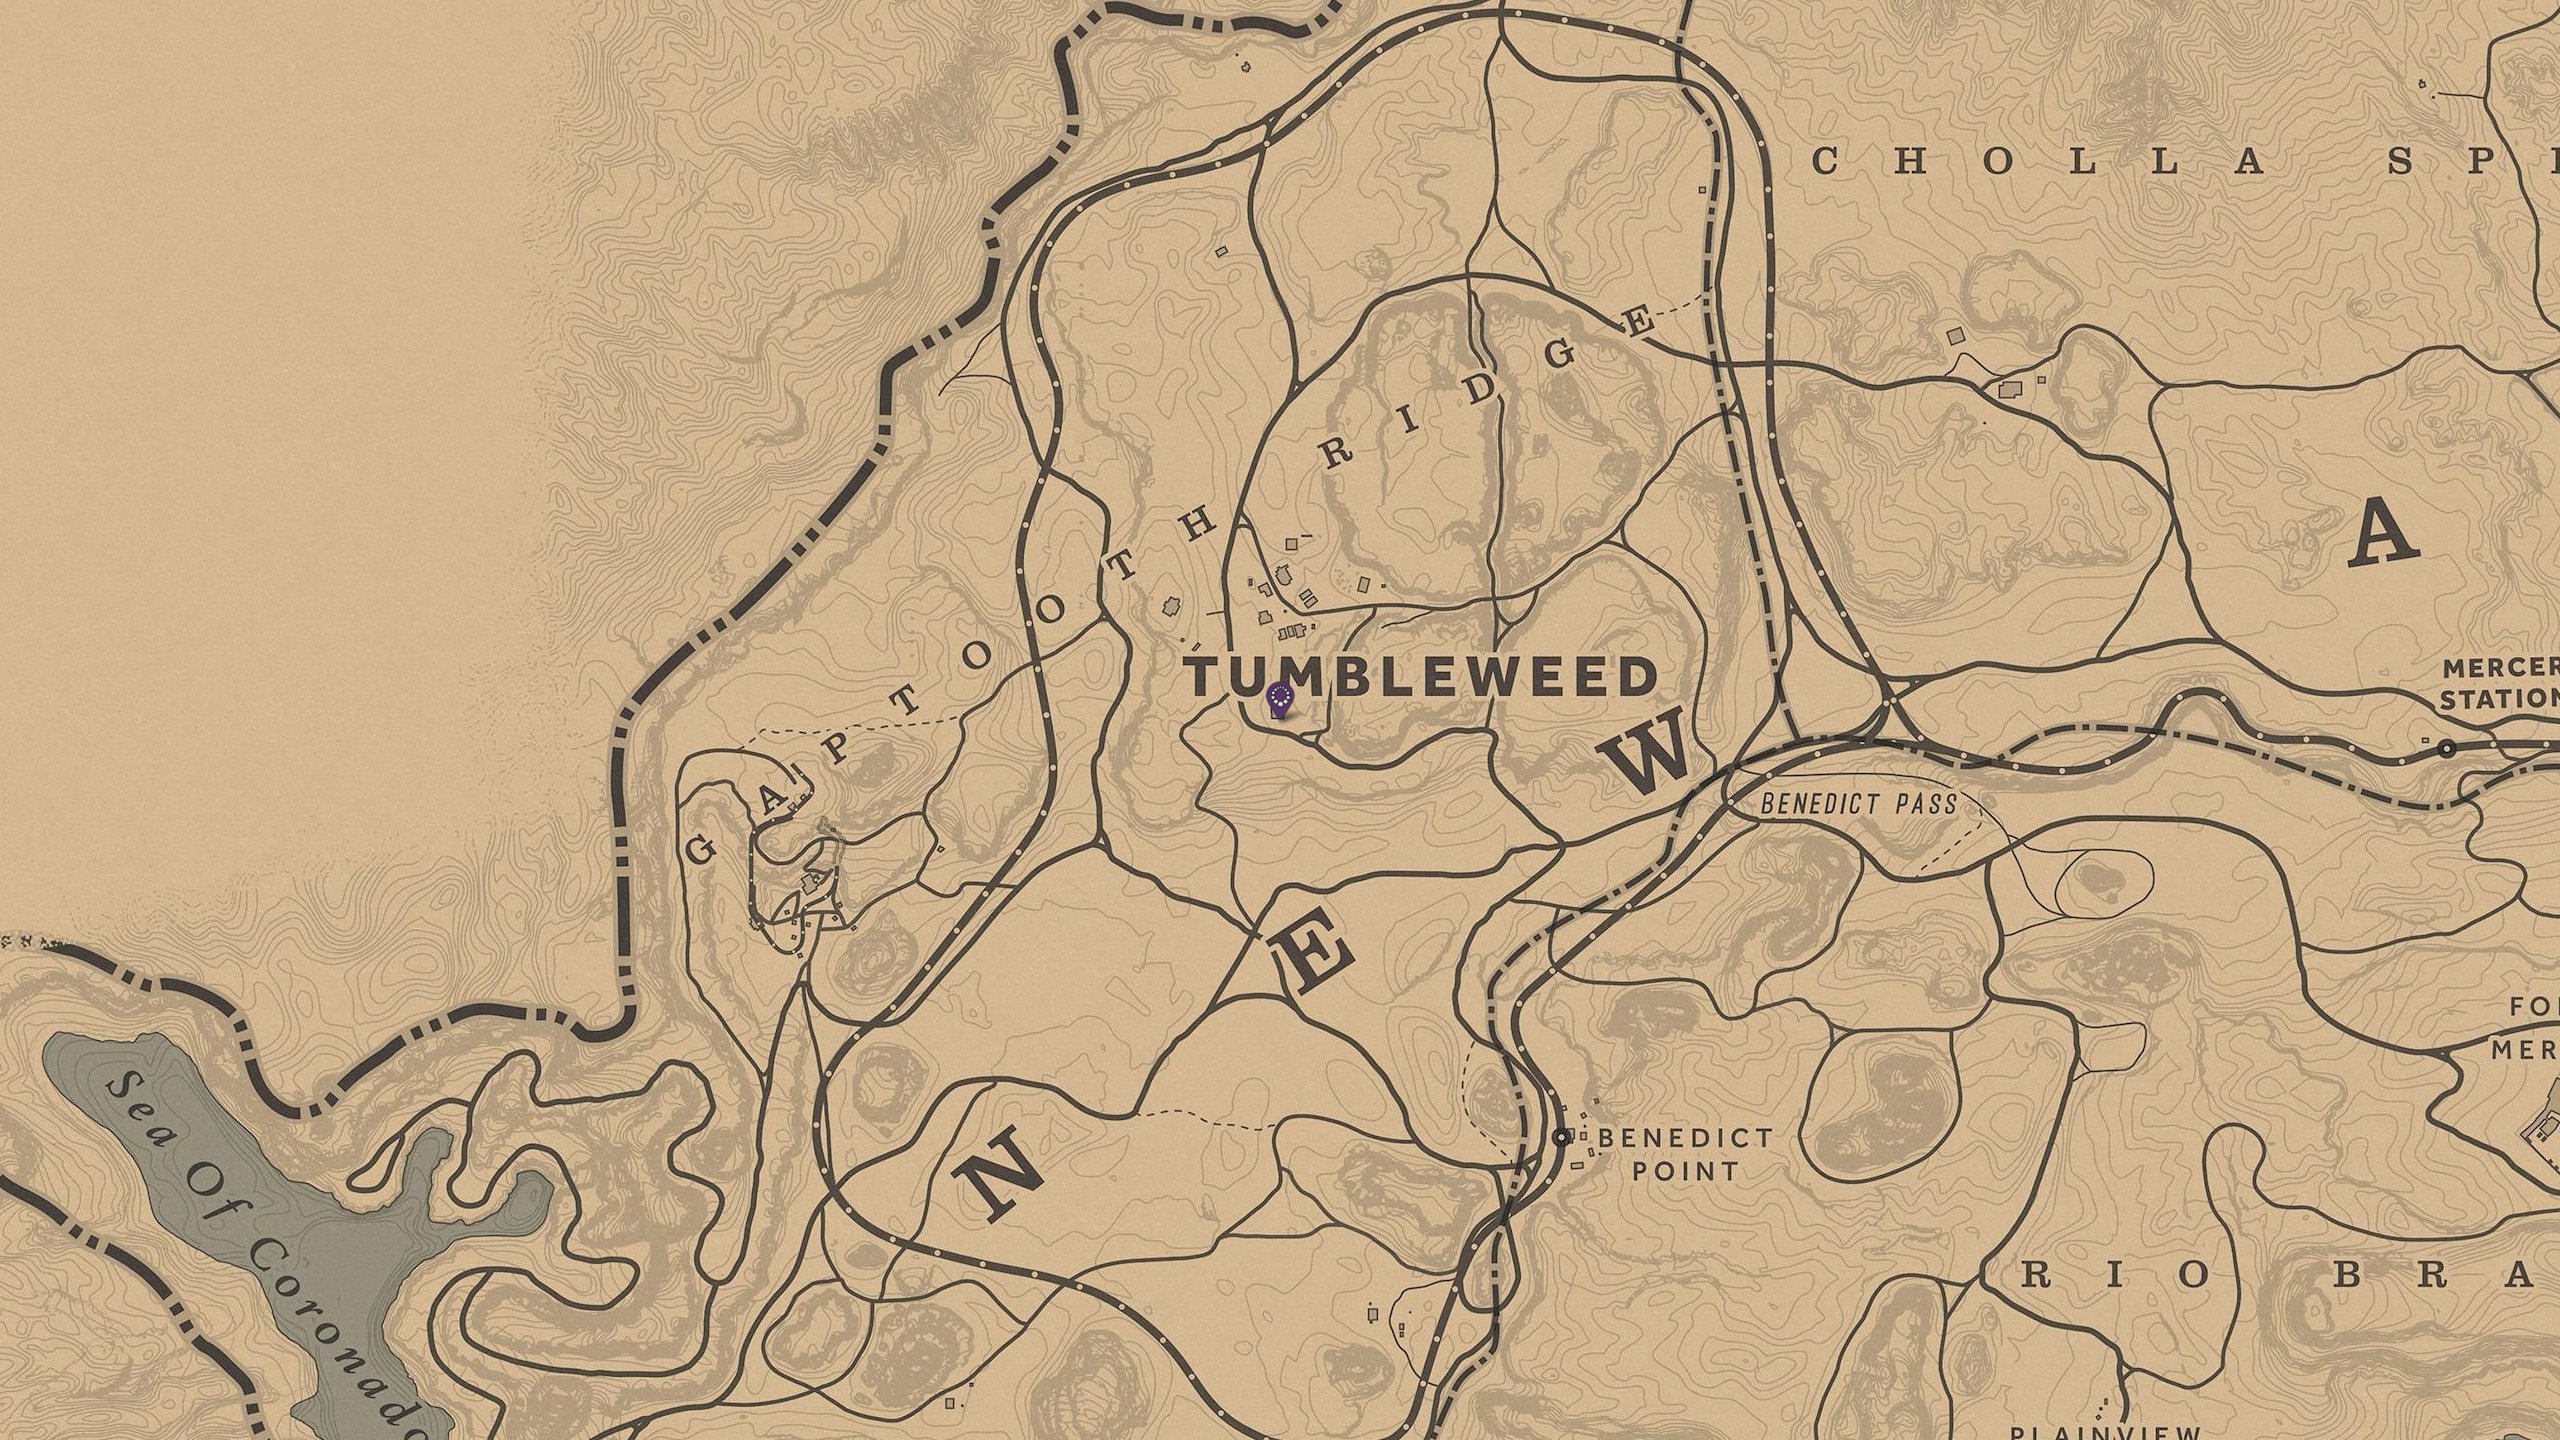 CHOLLA SP
GAPTOOTH RIDGE
A
TUMBLEWEED
MERCER
STATION
NEW
BENEDICT PASS
FO
MER
Sea Of Coronado
BENEDICT
POINT
RIO BRA
PLAINVIEW